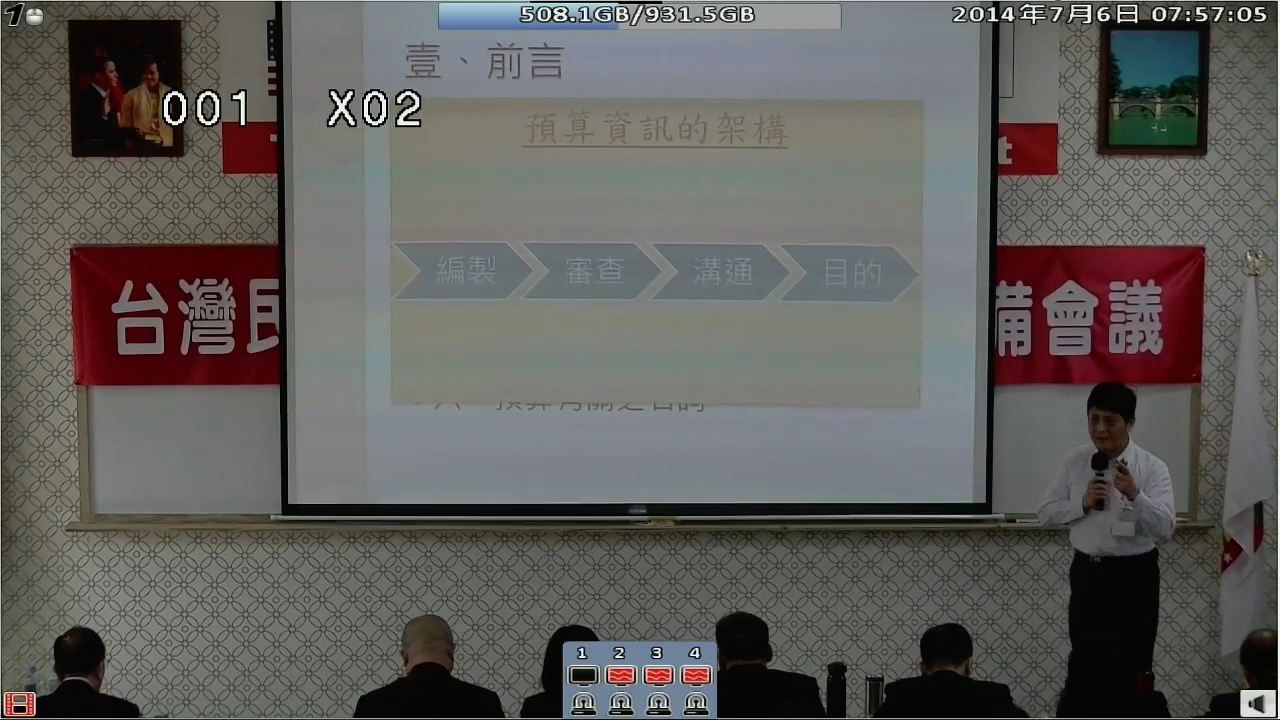 1
508.1GB/931.5GB
2014年7月6日 07:57:05
壹、前言
001 X02
預算資訊的架構
t
編製 審查 溝通 目的
台灣民
備會議
1 2 3 4